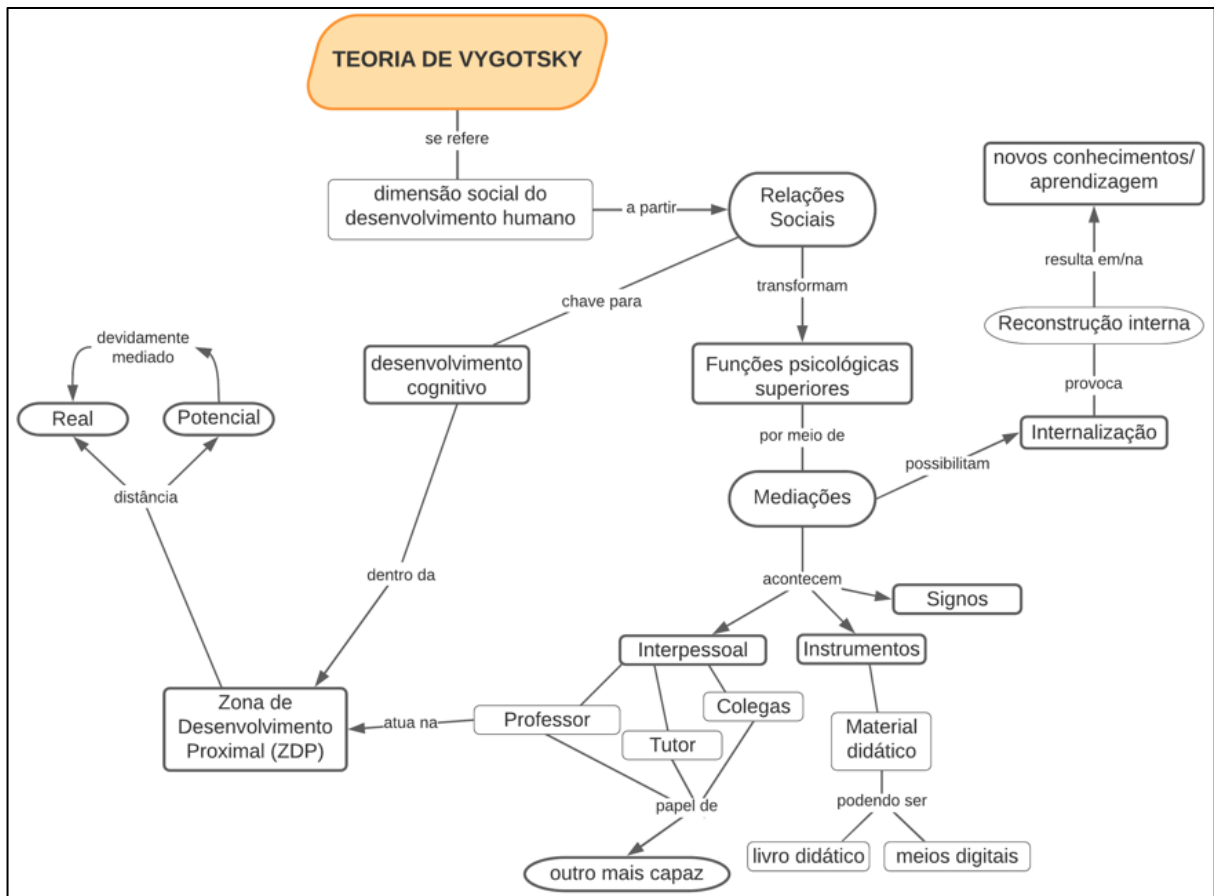 TEORIA DE VYGOTSKY
se refere
dimensão social do
desenvolvimento humano
a partir
Relações
Sociais
novos conhecimentos/
aprendizagem
resulta em/na
Reconstrução interna
provoca
Internalização
chave para
transformam
desenvolvimento
cognitivo
Funções psicológicas
superiores
devidamente
mediado
Real
Potencial
distância
por meio de
possibilitam
Mediações
dentro da
acontecem
Signos
Interpessoal
Instrumentos
Zona de
Desenvolvimento
Proximal (ZDP)
atua na
Professor
Tutor
Colegas
Material
didático
papel de
podendo ser
outro mais capaz
livro didático
meios digitais